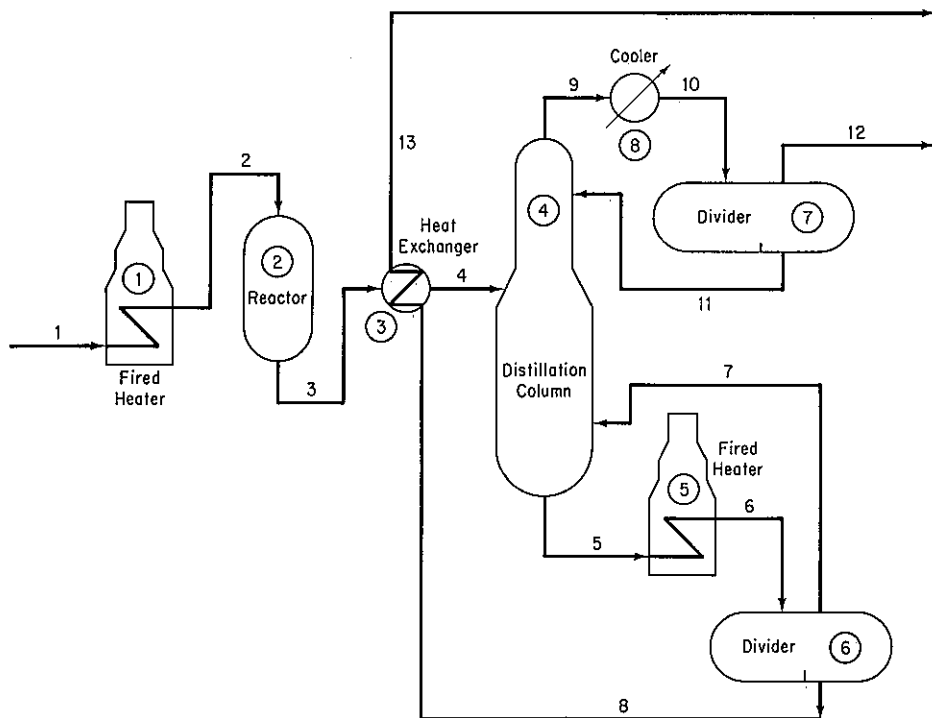 13
2
1
1
Fired
Heater
2
Reactor
3
Heat
Exchanger
3
4
Distillation
Column
4
9
Cooler
8
10
12
Divider
7
11
7
Fired
Heater
5
5
6
Divider
6
8